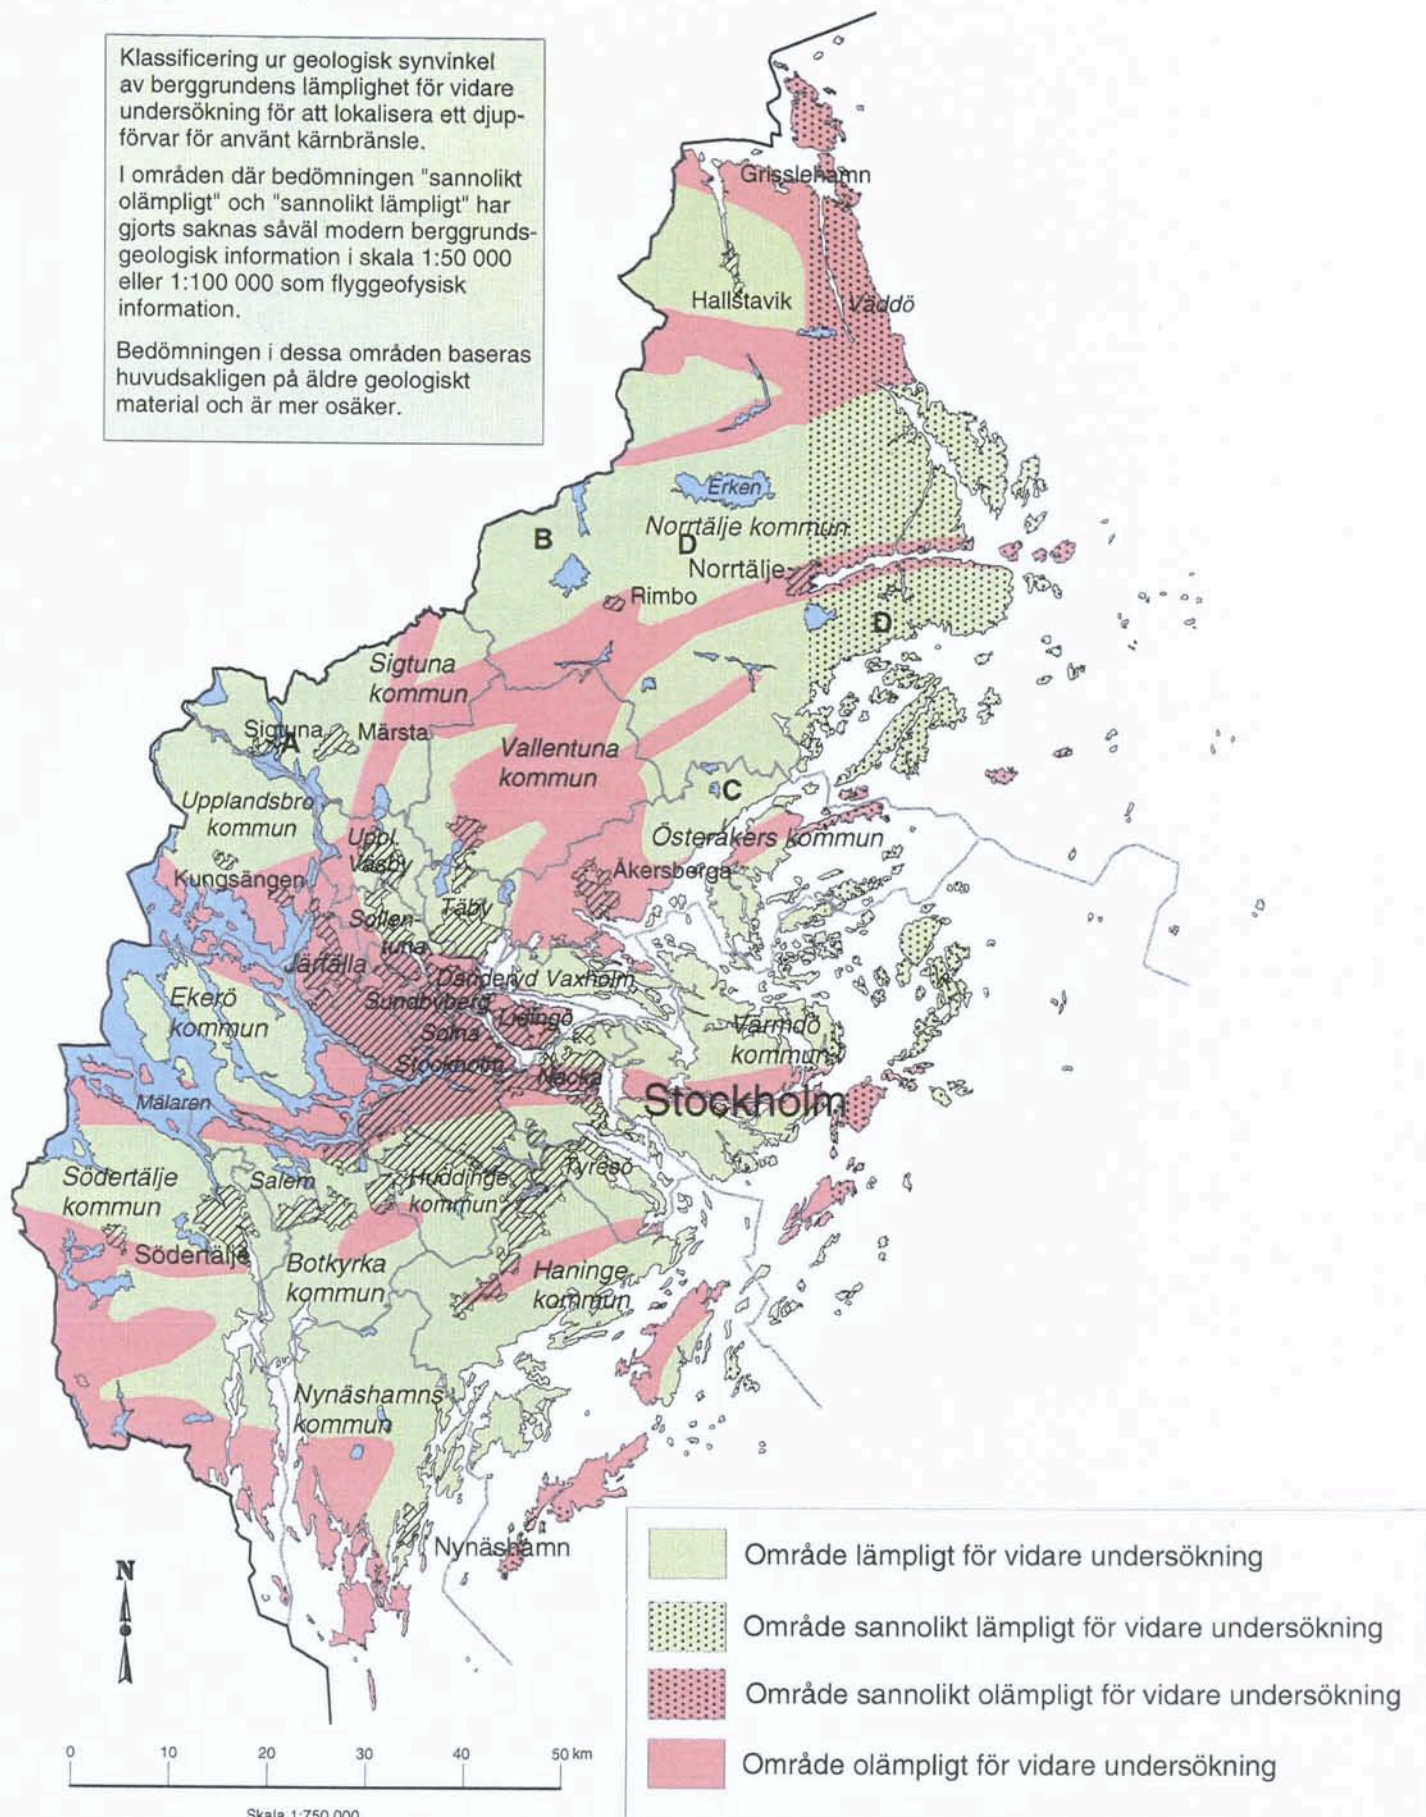 Klassificering ur geologisk synvinkel
av berggrundens lämplighet för vidare
undersökning för att lokalisera ett djup-
förvar för använt kärnbränsle.
I områden där bedömningen "sannolikt
olämpligt" och "sannolikt lämpligt" har
gjorts saknas såväl modern berggrunds-
geologisk information i skala 1:50 000
eller 1:100 000 som flyggeofysisk
information.
Bedömningen i dessa områden baseras
huvudsakligen på äldre geologiskt
material och är mer osäker.
Grisslehamn
Hallstavik
Väddö
Erken
B
Norrtälje kommun
D
Norrtälje
Rimbo
D
Sigtuna
kommun
Sigtuna
A
Märsta
Vallentuna
kommun
C
Upplandsbro
kommun
Uppl.
Väsby
Österåkers kommun
Kungsängen
Åkersberga
Täby
Sollen-
tuna
Järfälla
Danderyd
Vaxholm
Ekerö
kommun
Sundbyberg
Lidingö
Solna
Värmdö
kommun
Stockholm
Nacka
Stockholm
Mälaren
Tyresö
Södertälje
kommun
Salem
Huddinge
kommun
Södertälje
Botkyrka
kommun
Haninge
kommun
Nynäshamns
kommun
Nynäshamn
N
Område lämpligt för vidare undersökning
Område sannolikt lämpligt för vidare undersökning
Område sannolikt olämpligt för vidare undersökning
Område olämpligt för vidare undersökning
0 10 20 30 40 50 km
Skala 1:750 000